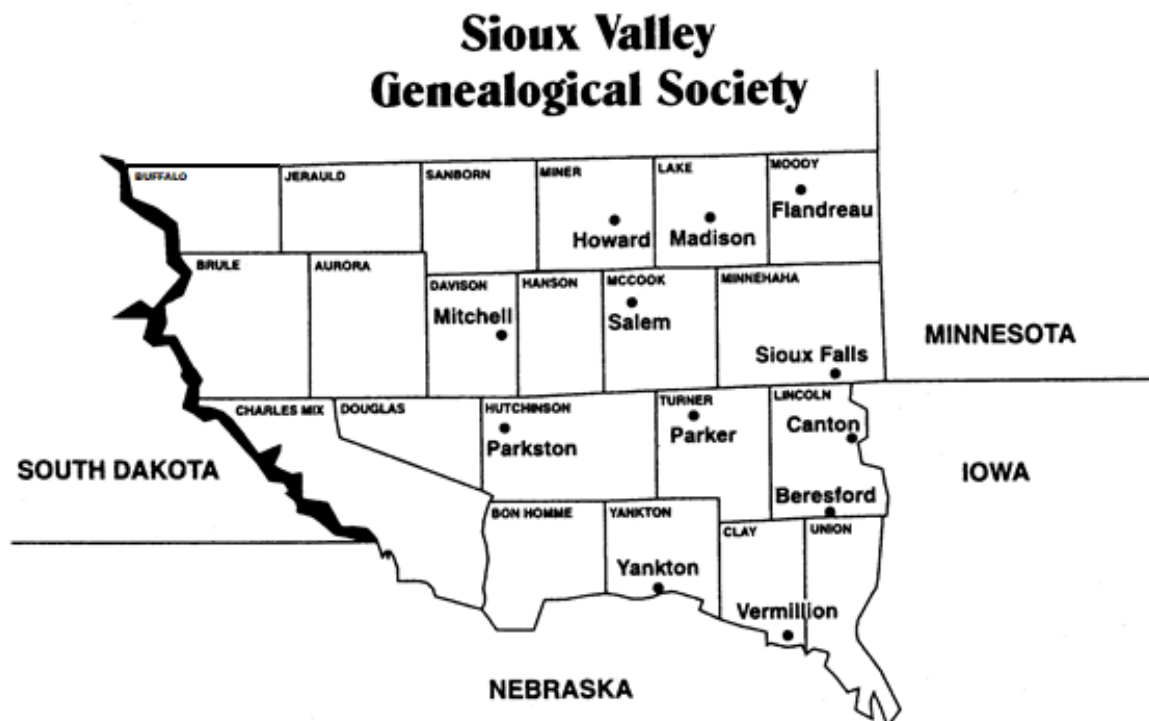 Sioux Valley
Genealogical Society
BUFFALO
JERAULD
SANBORN
MINER
LAKE
MOODY
Flandreau
Howard
Madison
BRULE
AURORA
DAVISON
HANSON
MCCOOK
MINNEHAHA
Mitchell
Salem
Sioux Falls
MINNESOTA
CHARLES MIX
DOUGLAS
HUTCHINSON
TURNER
LINCOLN
Parkston
Parker
Canton
SOUTH DAKOTA
IOWA
Beresford
BON HOMME
YANKTON
CLAY
UNION
Yankton
Vermillion
NEBRASKA